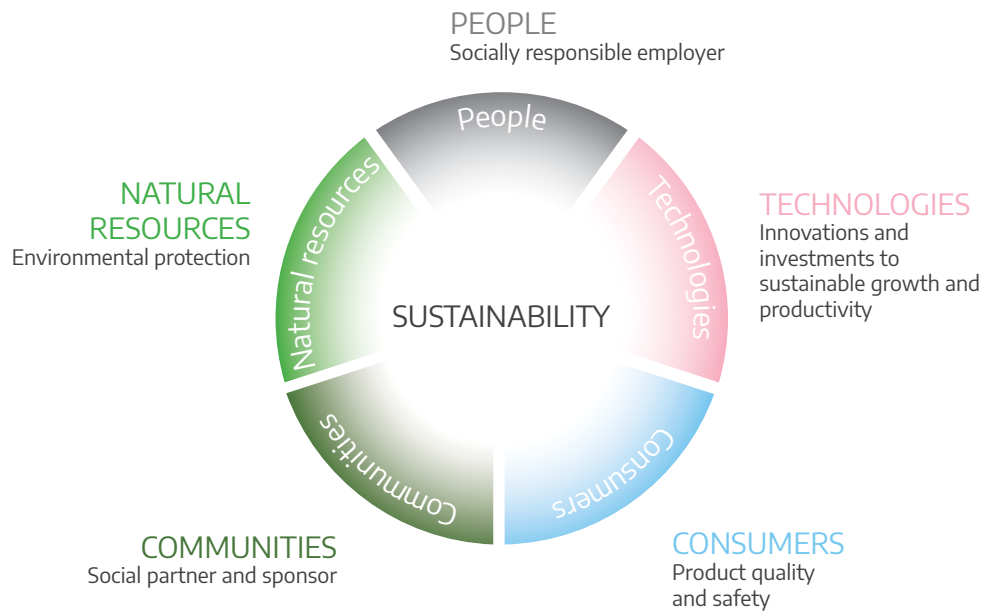 PEOPLE
Socially responsible employer
People
NATURAL
RESOURCES
Environmental protection
Natural resources
Technologies
TECHNOLOGIES
Innovations and
investments to
sustainable growth and
productivity
SUSTAINABILITY
Communities
Consumers
COMMUNITIES
Social partner and sponsor
CONSUMERS
Product quality
and safety